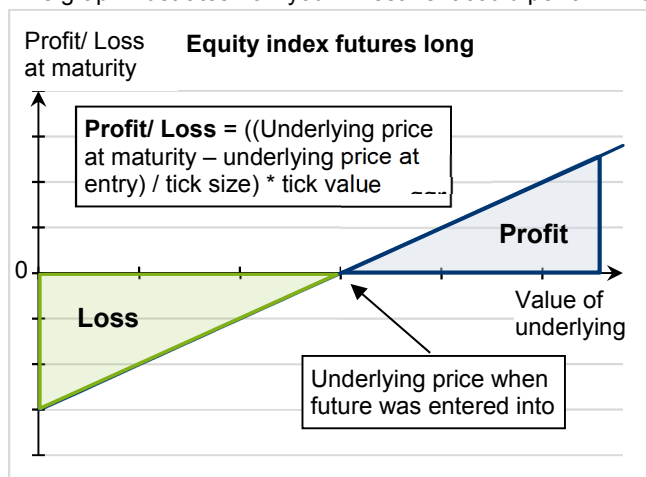 Profit/ Loss
at maturity
Equity index futures long
Profit/ Loss = ((Underlying price
at maturity – underlying price at
entry) / tick size) * tick value
Profit
0
Loss
Value of
underlying
Underlying price when
future was entered into